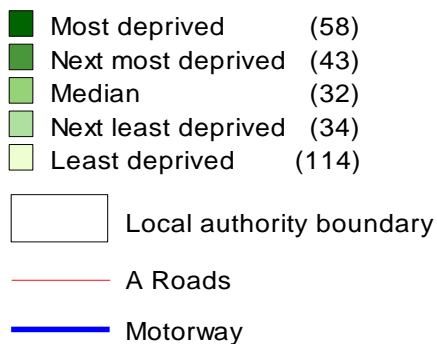 Most deprived (58)
Next most deprived (43)
Median (32)
Next least deprived (34)
Least deprived (114)
Local authority boundary
A Roads
Motorway